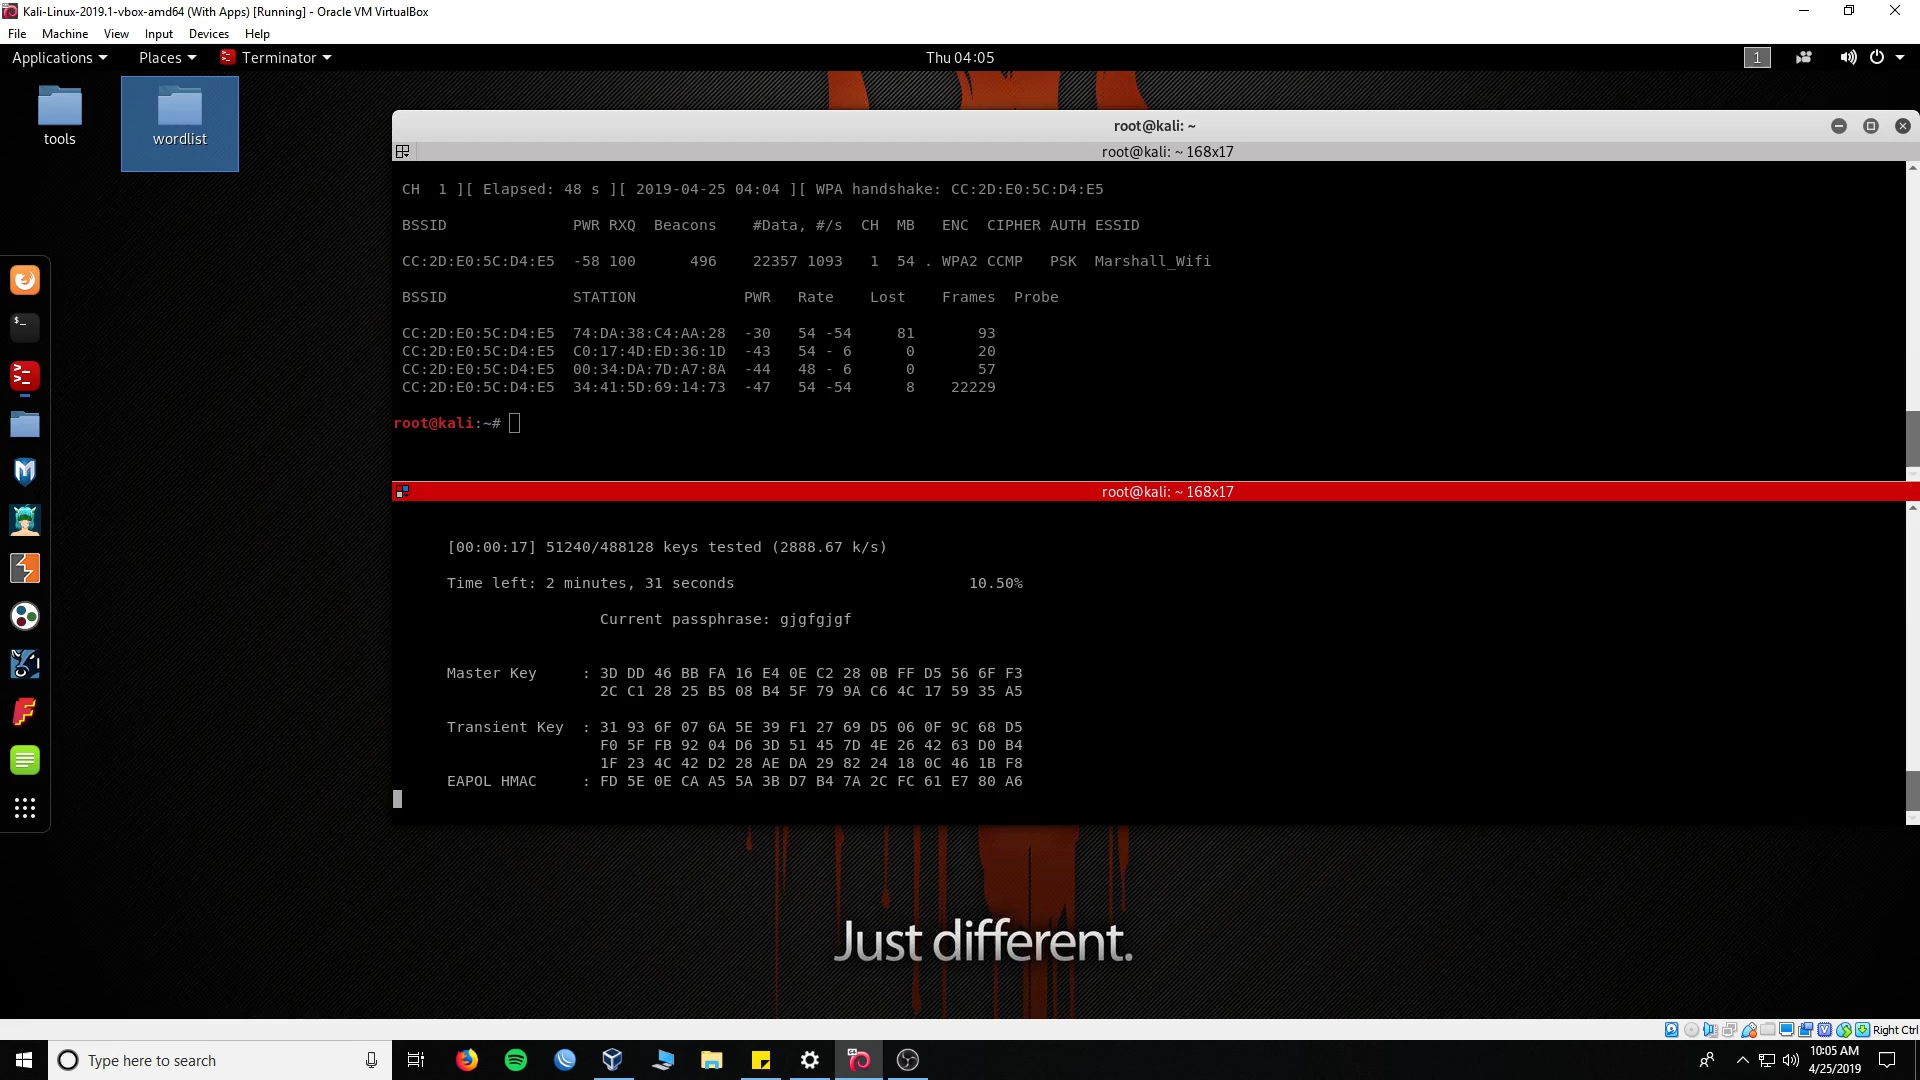 Kali-Linux-2019.1-vbox-amd64 (With Apps) [Running] - Oracle VM VirtualBox
File Machine View Input Devices Help
Applications Places Terminator Thu 04:05 1
tools wordlist
root@kali: ~
root@kali: ~ 168x17
CH 1 ][ Elapsed: 48 s ][ 2019-04-25 04:04 ][ WPA handshake: CC:2D:E0:5C:D4:E5
BSSID PWR RXQ Beacons #Data, #/s CH MB ENC CIPHER AUTH ESSID
CC:2D:E0:5C:D4:E5 -58 100 496 22357 1093 1 54 . WPA2 CCMP PSK Marshall_Wifi
BSSID STATION PWR Rate Lost Frames Probe
CC:2D:E0:5C:D4:E5 74:DA:38:C4:AA:28 -30 54 -54 81 93
CC:2D:E0:5C:D4:E5 C0:17:4D:ED:36:1D -43 54 - 6 0 20
CC:2D:E0:5C:D4:E5 00:34:DA:7D:A7:8A -44 48 - 6 0 57
CC:2D:E0:5C:D4:E5 34:41:5D:69:14:73 -47 54 -54 8 22229
root@kali:~#
root@kali: ~ 168x17
[00:00:17] 51240/488128 keys tested (2888.67 k/s)
Time left: 2 minutes, 31 seconds 10.50%
Current passphrase: gjgfgjgf
Master Key : 3D DD 46 BB FA 16 E4 0E C2 28 0B FF D5 56 6F F3
2C C1 28 25 B5 08 B4 5F 79 9A C6 4C 17 59 35 A5
Transient Key : 31 93 6F 07 6A 5E 39 F1 27 69 D5 06 0F 9C 68 D5
F0 5F FB 92 04 D6 3D 51 45 7D 4E 26 42 63 D0 B4
1F 23 4C 42 D2 28 AE DA 29 82 24 18 0C 46 1B F8
EAPOL HMAC : FD 5E 0E CA A5 5A 3B D7 B4 7A 2C FC 61 E7 80 A6
Just different.
Right Ctrl
Type here to search
10:05 AM
4/25/2019